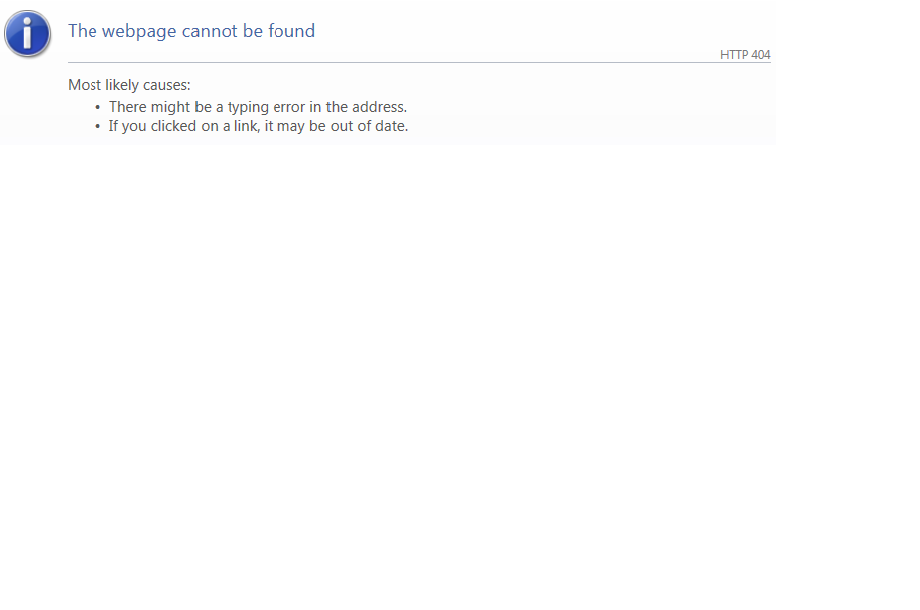 The webpage cannot be found
HTTP 404
Most likely causes:
• There might be a typing error in the address.
• If you clicked on a link, it may be out of date.